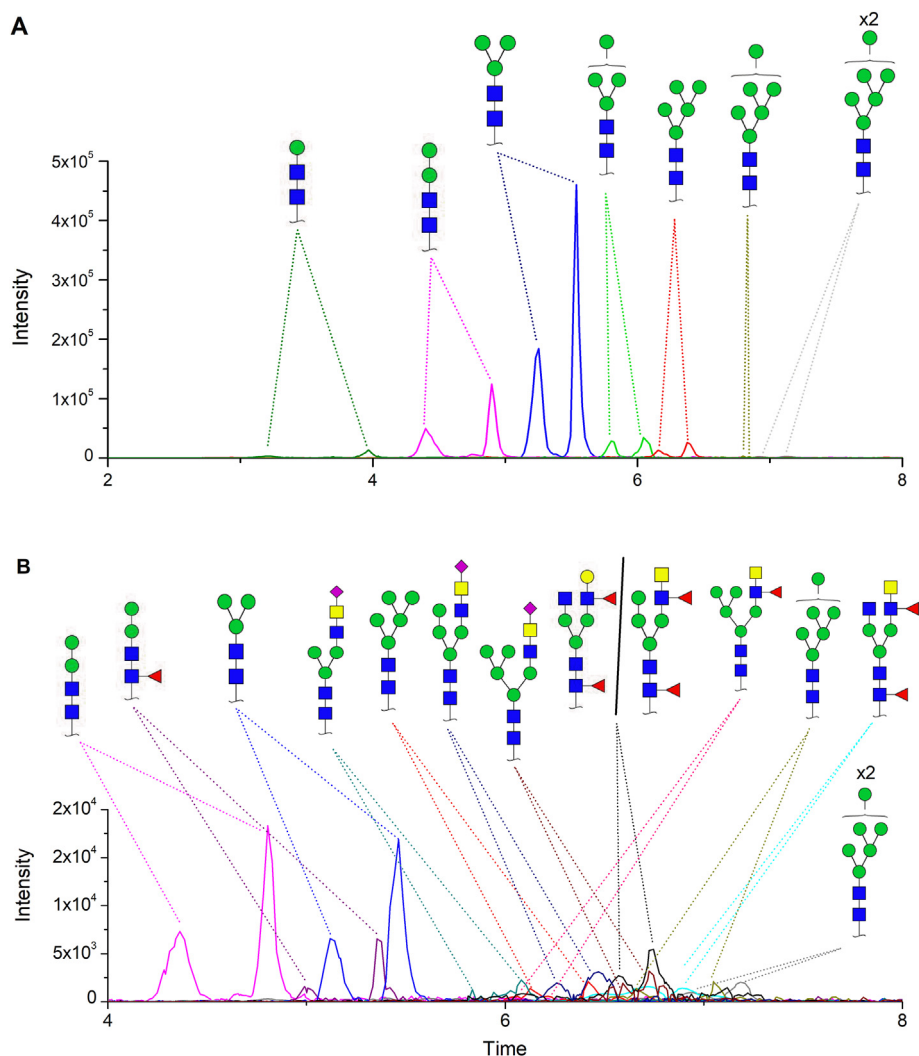 A
x2
5x10⁵
4x10⁵
3x10⁵
2x10⁵
1x10⁵
0
Intensity
2
4
6
8
B
x2
2x10⁴
2x10⁴
1x10⁴
5x10³
0
Intensity
4
6
8
Time